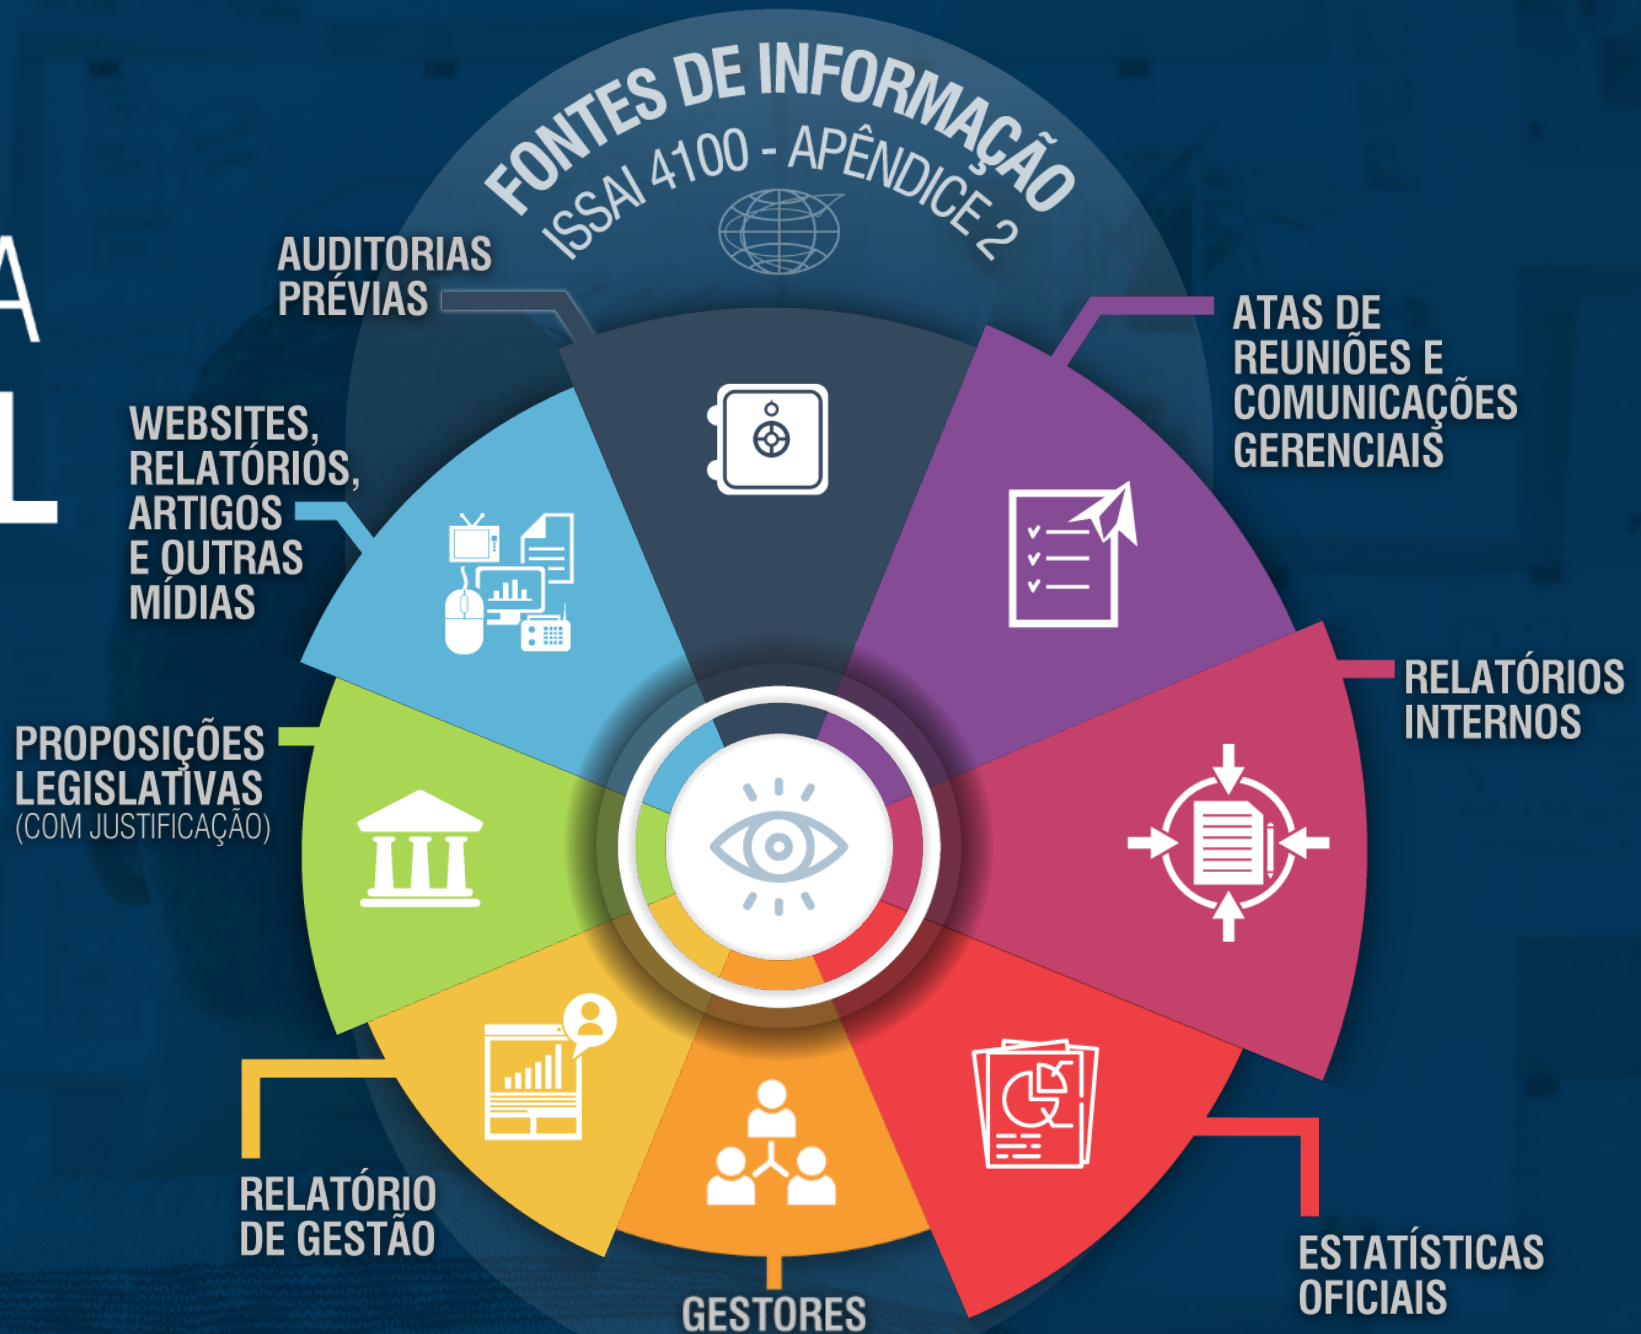 FONTES DE INFORMAÇÃO
ISSAI 4100 - APÊNDICE 2
A
L
AUDITORIAS
PRÉVIAS
ATAS DE
REUNIÕES E
COMUNICAÇÕES
GERENCIAIS
WEBSITES,
RELATÓRIOS,
ARTIGOS
E OUTRAS
MÍDIAS
RELATÓRIOS
INTERNOS
PROPOSIÇÕES
LEGISLATIVAS
(COM JUSTIFICAÇÃO)
RELATÓRIO
DE GESTÃO
ESTATÍSTICAS
OFICIAIS
GESTORES